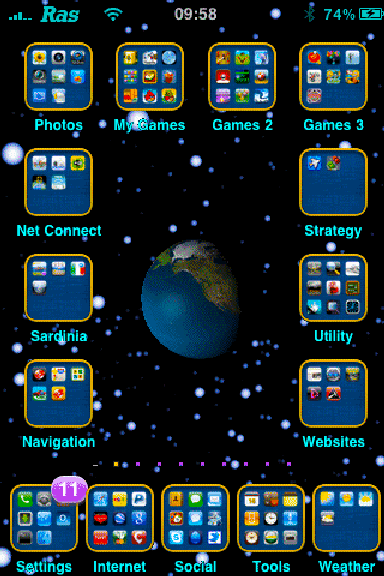 Ras 09:58 74%
Photos My Games Games 2 Games 3
Net Connect Strategy
Sardinia Utility
Navigation Websites
11
Settings Internet Social Tools Weather